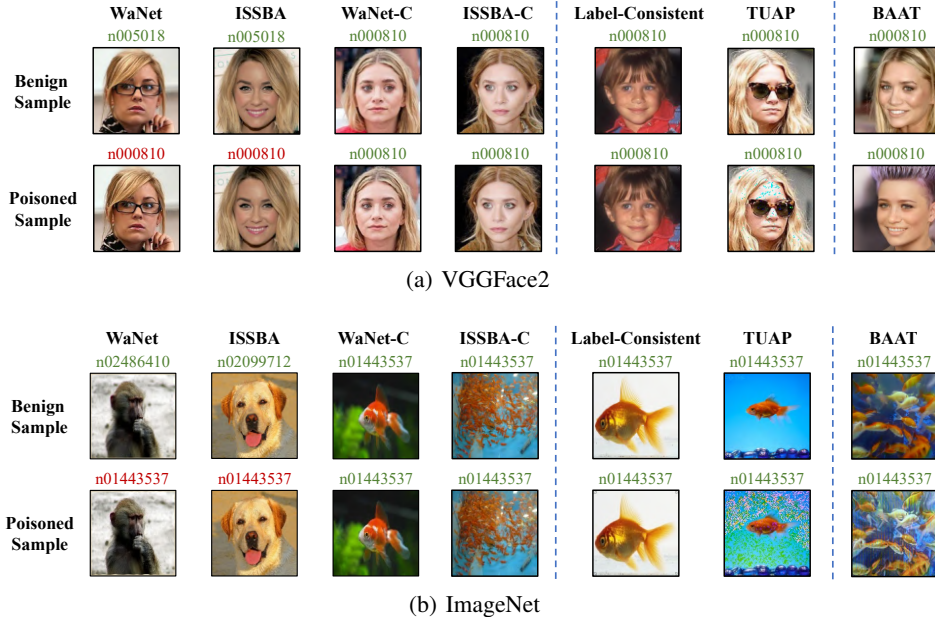 WaNet ISSBA WaNet-C ISSBA-C Label-Consistent TUAP BAAT
n005018 n005018 n000810 n000810 n000810 n000810 n000810
Benign
Sample
n000810 n000810 n000810 n000810 n000810 n000810 n000810
Poisoned
Sample
(a) VGGFace2
WaNet ISSBA WaNet-C ISSBA-C Label-Consistent TUAP BAAT
n02486410 n02099712 n01443537 n01443537 n01443537 n01443537 n01443537
Benign
Sample
n01443537 n01443537 n01443537 n01443537 n01443537 n01443537 n01443537
Poisoned
Sample
(b) ImageNet